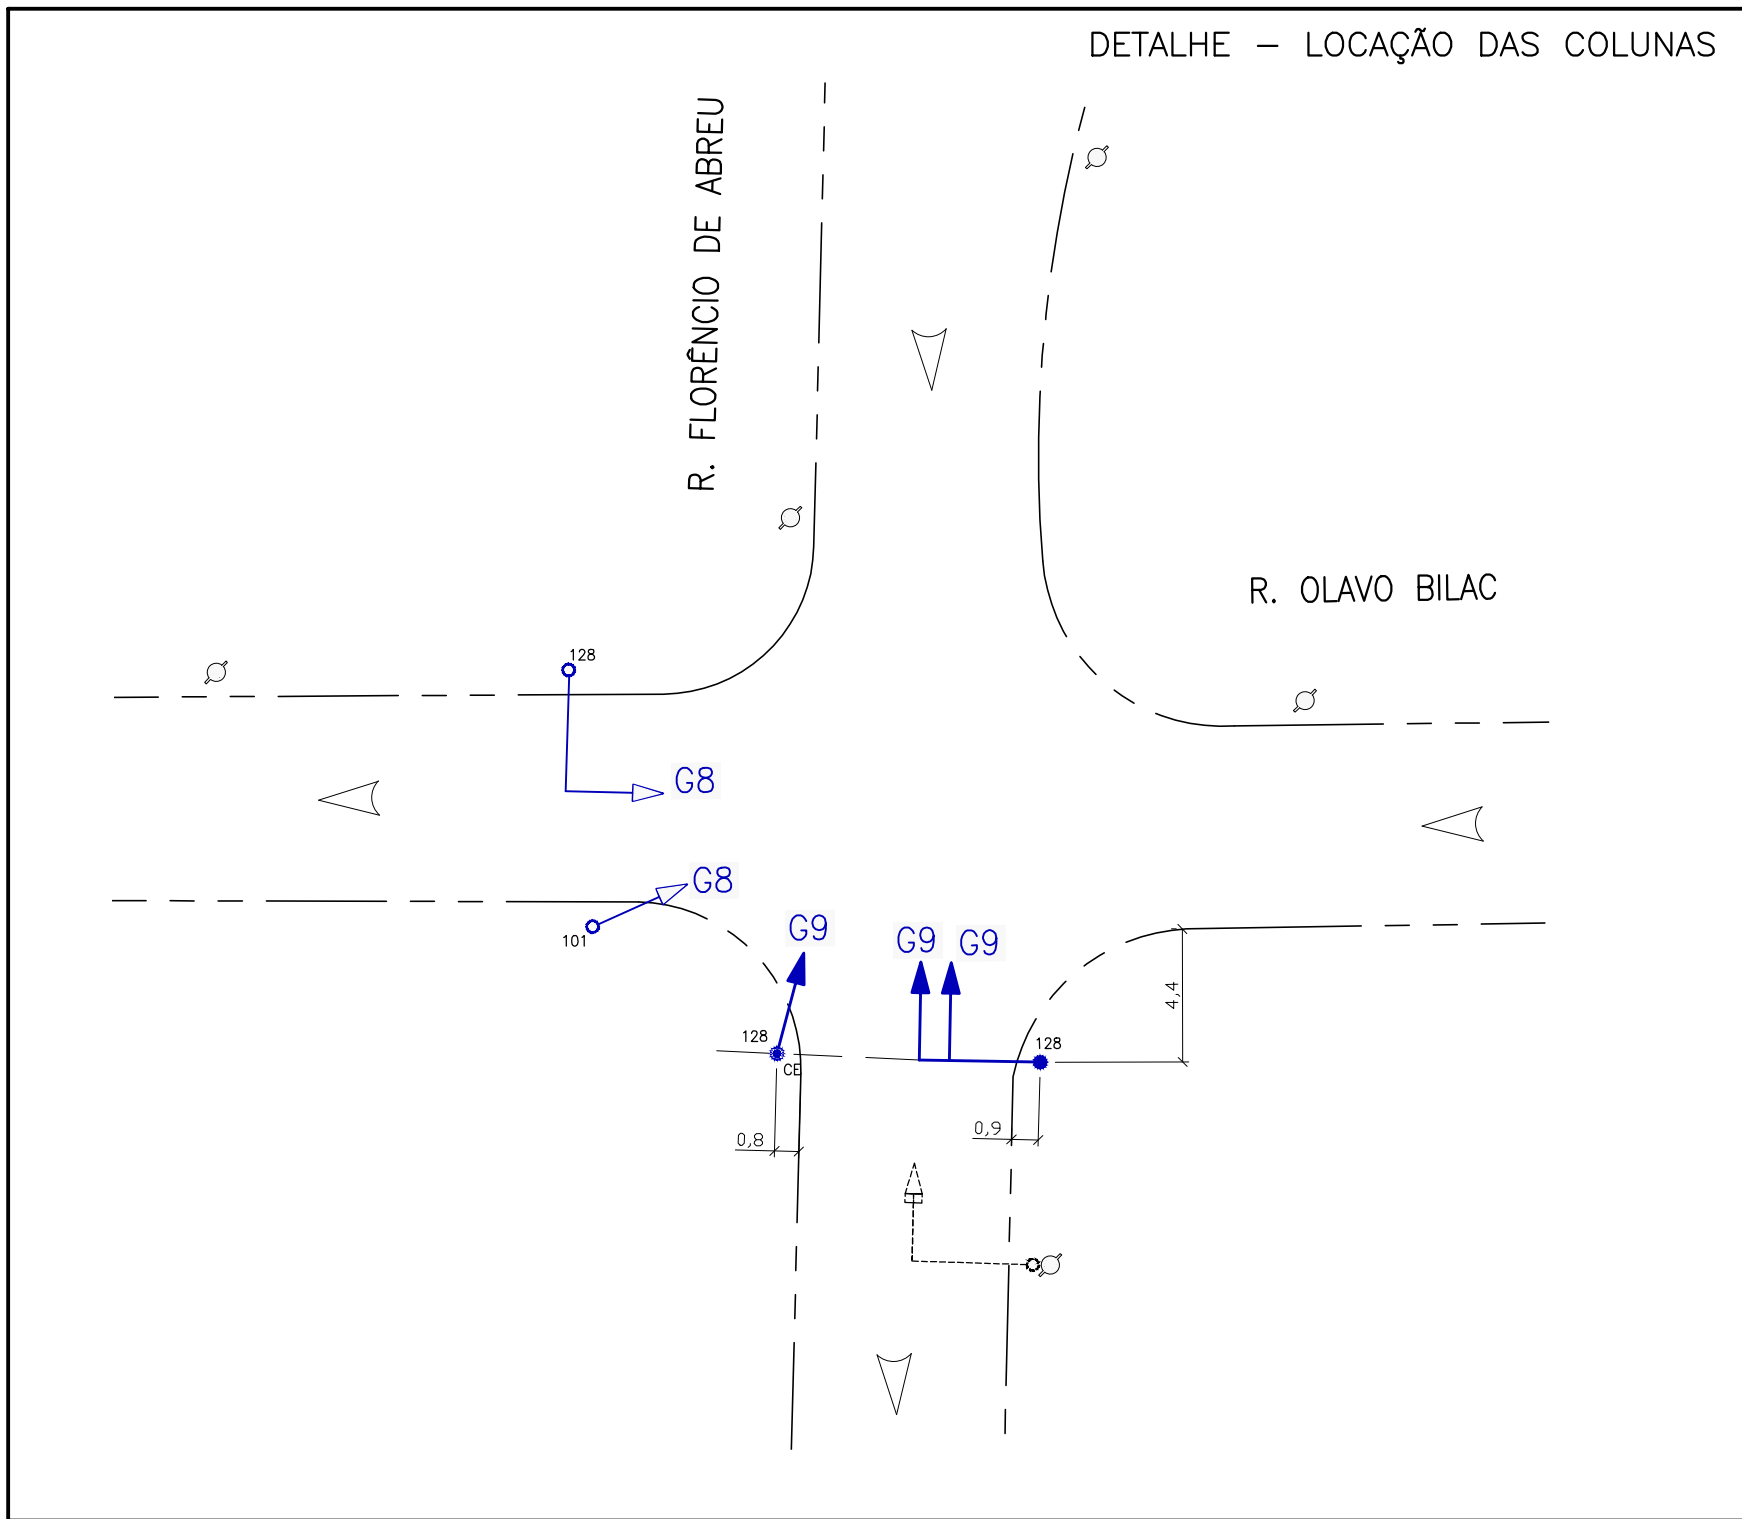 DETALHE – LOCAÇÃO DAS COLUNAS
R. FLORÊNCIO DE ABREU
R. OLAVO BILAC
128
G8
G8
101
G9
G9
G9
4,4
128
128
CE
0,8
0,9